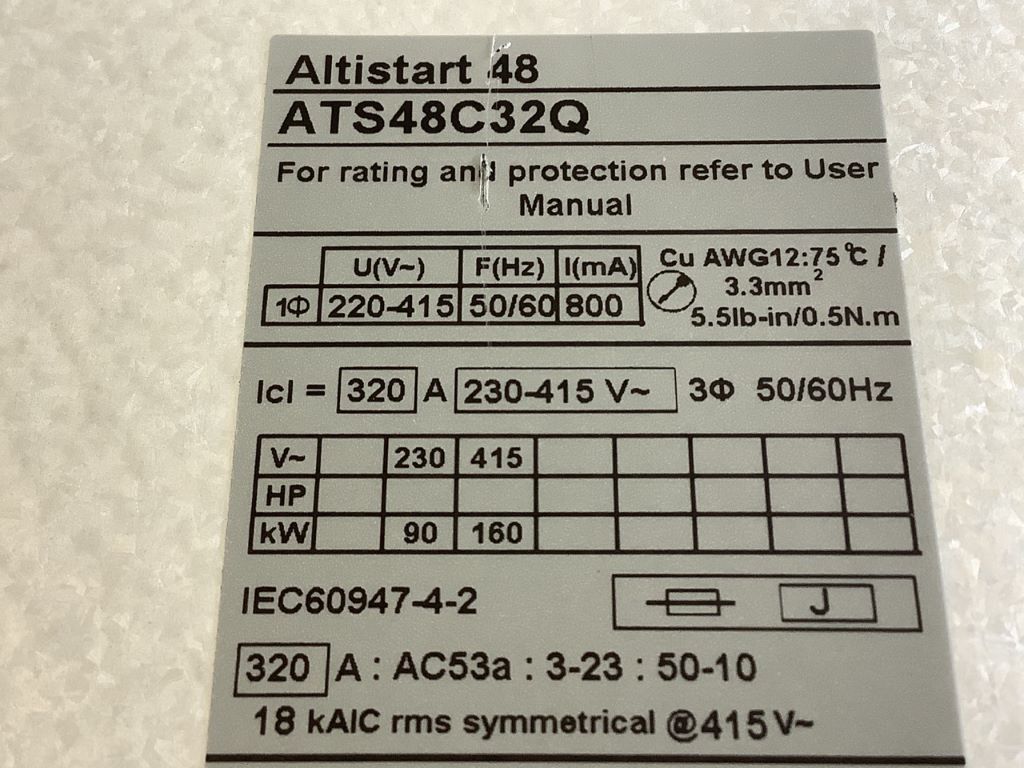 Altistart 48
ATS48C32Q
For rating and protection refer to User
Manual
U(V~) F(Hz) I(mA)
1Φ 220-415 50/60 800
Cu AWG12:75°C /
3.3mm²
5.5lb-in/0.5N.m
Icl = 320 A 230-415 V~ 3Φ 50/60Hz
V~ 230 415
HP
kW 90 160
IEC60947-4-2
J
320 A : AC53a : 3-23 : 50-10
18 kAIC rms symmetrical @415V~